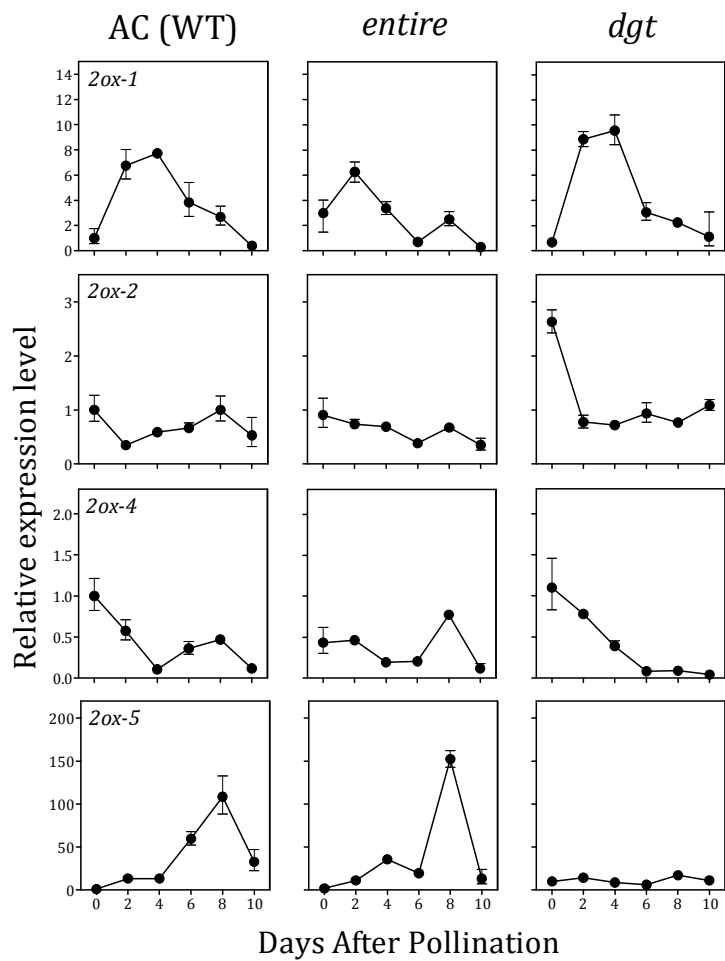 AC (WT) entire dgt
2ox-1
14
12
10
8
6
4
2
0
2ox-2
3
2
1
0
2ox-4
2.0
1.5
1.0
0.5
0.0
2ox-5
200
150
100
50
0
0 2 4 6 8 10 0 2 4 6 8 10 0 2 4 6 8 10
Relative expression level
Days After Pollination